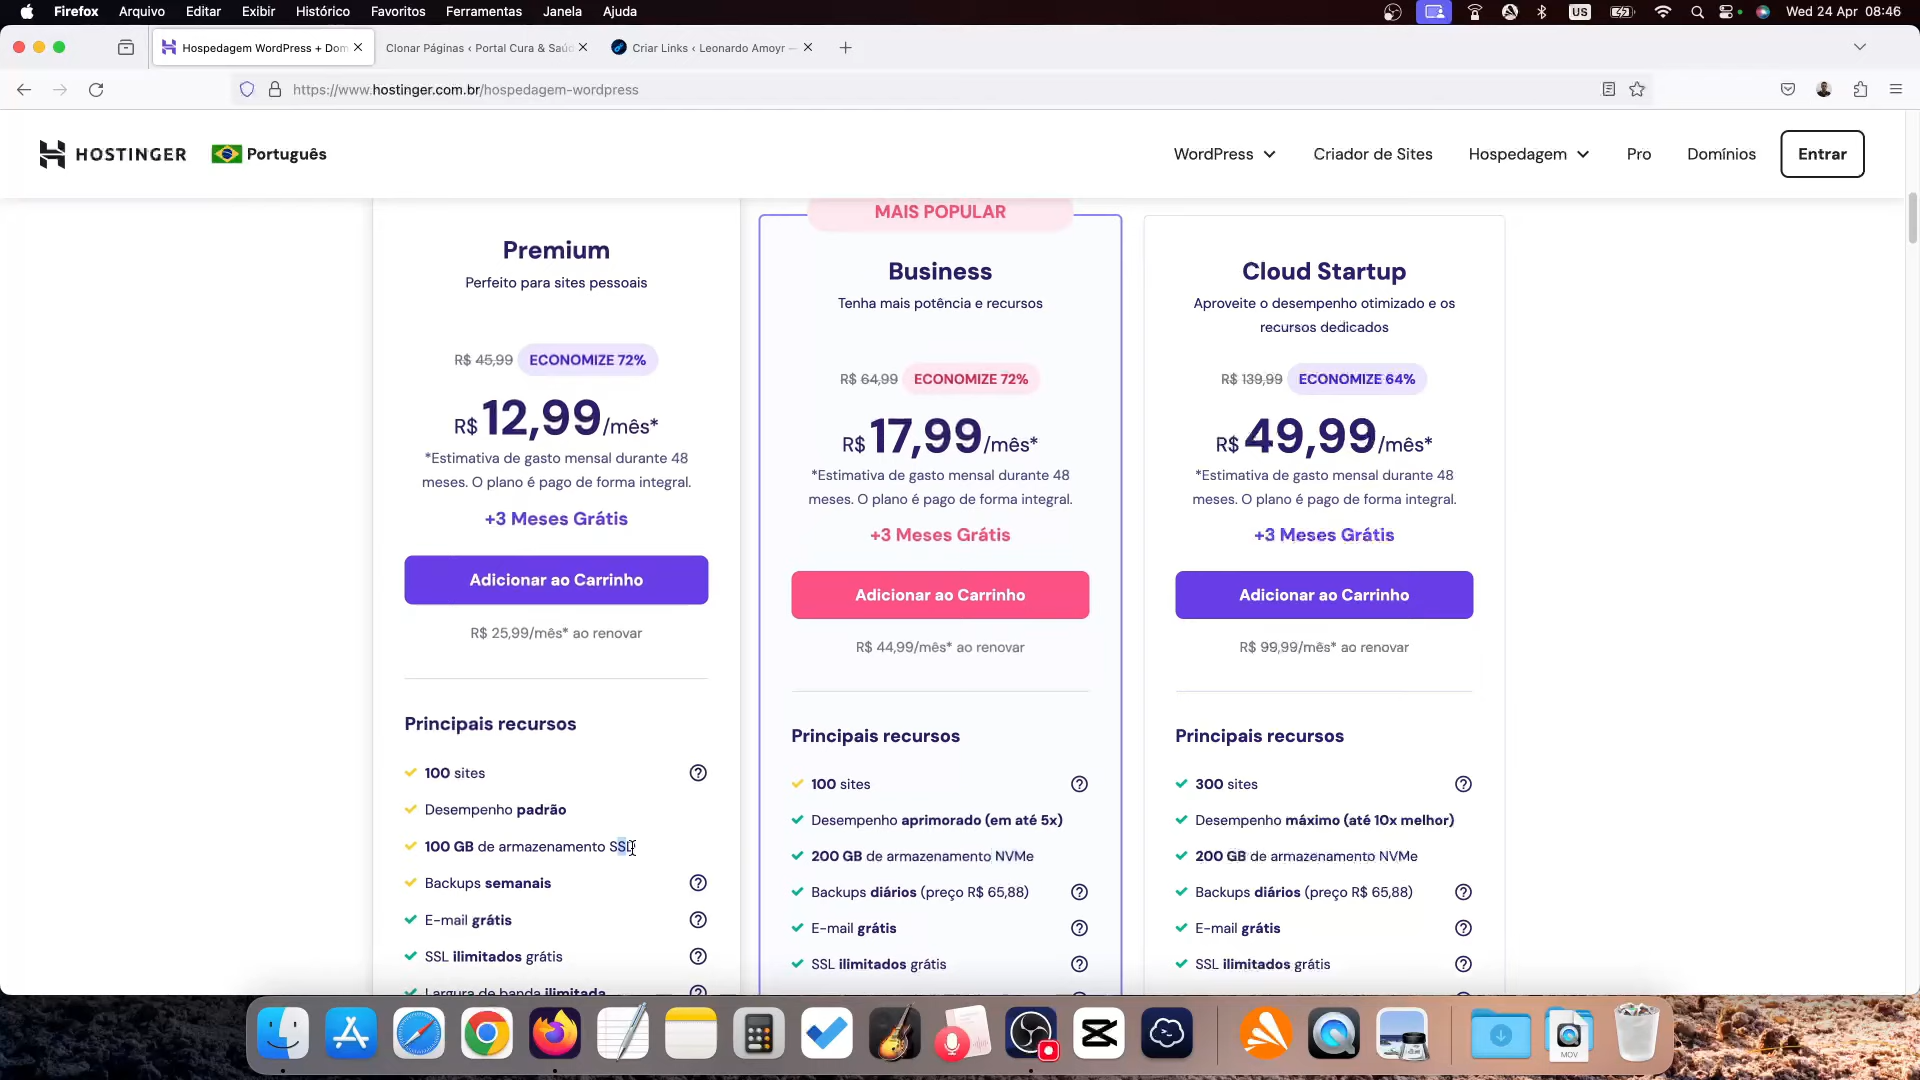 Firefox Arquivo Editar Exibir Histórico Favoritos Ferramentas Janela Ajuda US Wed 24 Apr 08:46
Hospedagem WordPress + Dom
Clonar Páginas ‹ Portal Cura & Saú
Criar Links ‹ Leonardo Amoyr —
https://www.hostinger.com.br/hospedagem-wordpress
HOSTINGER Português WordPress Criador de Sites Hospedagem Pro Domínios Entrar
Premium
Perfeito para sites pessoais
R$ 45,99 ECONOMIZE 72%
R$ 12,99/mês*
*Estimativa de gasto mensal durante 48
meses. O plano é pago de forma integral.
+3 Meses Grátis
Adicionar ao Carrinho
R$ 25,99/mês* ao renovar
Principais recursos
100 sites
Desempenho padrão
100 GB de armazenamento SSD
Backups semanais
E-mail grátis
SSL ilimitados grátis
Largura de banda ilimitada
MAIS POPULAR
Business
Tenha mais potência e recursos
R$ 64,99 ECONOMIZE 72%
R$ 17,99/mês*
*Estimativa de gasto mensal durante 48
meses. O plano é pago de forma integral.
+3 Meses Grátis
Adicionar ao Carrinho
R$ 44,99/mês* ao renovar
Principais recursos
100 sites
Desempenho aprimorado (em até 5x)
200 GB de armazenamento NVMe
Backups diários (preço R$ 65,88)
E-mail grátis
SSL ilimitados grátis
Cloud Startup
Aproveite o desempenho otimizado e os
recursos dedicados
R$ 139,99 ECONOMIZE 64%
R$ 49,99/mês*
*Estimativa de gasto mensal durante 48
meses. O plano é pago de forma integral.
+3 Meses Grátis
Adicionar ao Carrinho
R$ 99,99/mês* ao renovar
Principais recursos
300 sites
Desempenho máximo (até 10x melhor)
200 GB de armazenamento NVMe
Backups diários (preço R$ 65,88)
E-mail grátis
SSL ilimitados grátis
MOV